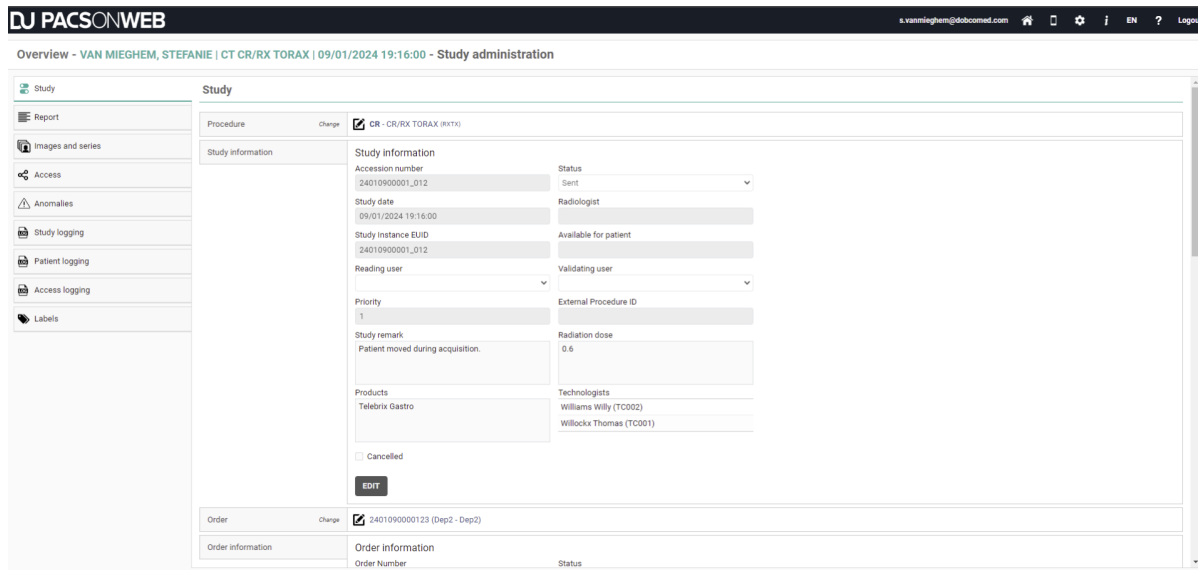 DJ PACSONWEB
s.vanmieghem@dobcomed.com i EN ? Logou
Overview - VAN MIEGHEM, STEFANIE | CT CR/RX TORAX | 09/01/2024 19:16:00 - Study administration
Study
Report
Images and series
Access
Anomalies
Study logging
Patient logging
Access logging
Labels
Study
Procedure Change CR - CR/RX TORAX (RXTX)
Study information
Study information
Accession number Status
24010900001_012 Sent
Study date Radiologist
09/01/2024 19:16:00
Study Instance EUID Available for patient
24010900001_012
Reading user Validating user
Priority External Procedure ID
1
Study remark Radiation dose
Patient moved during acquisition. 0.6
Products Technologists
Telebrix Gastro Williams Willy (TC002)
Willockx Thomas (TC001)
Cancelled
EDIT
Order Change 2401090000123 (Dep2 - Dep2)
Order information
Order information
Order Number Status